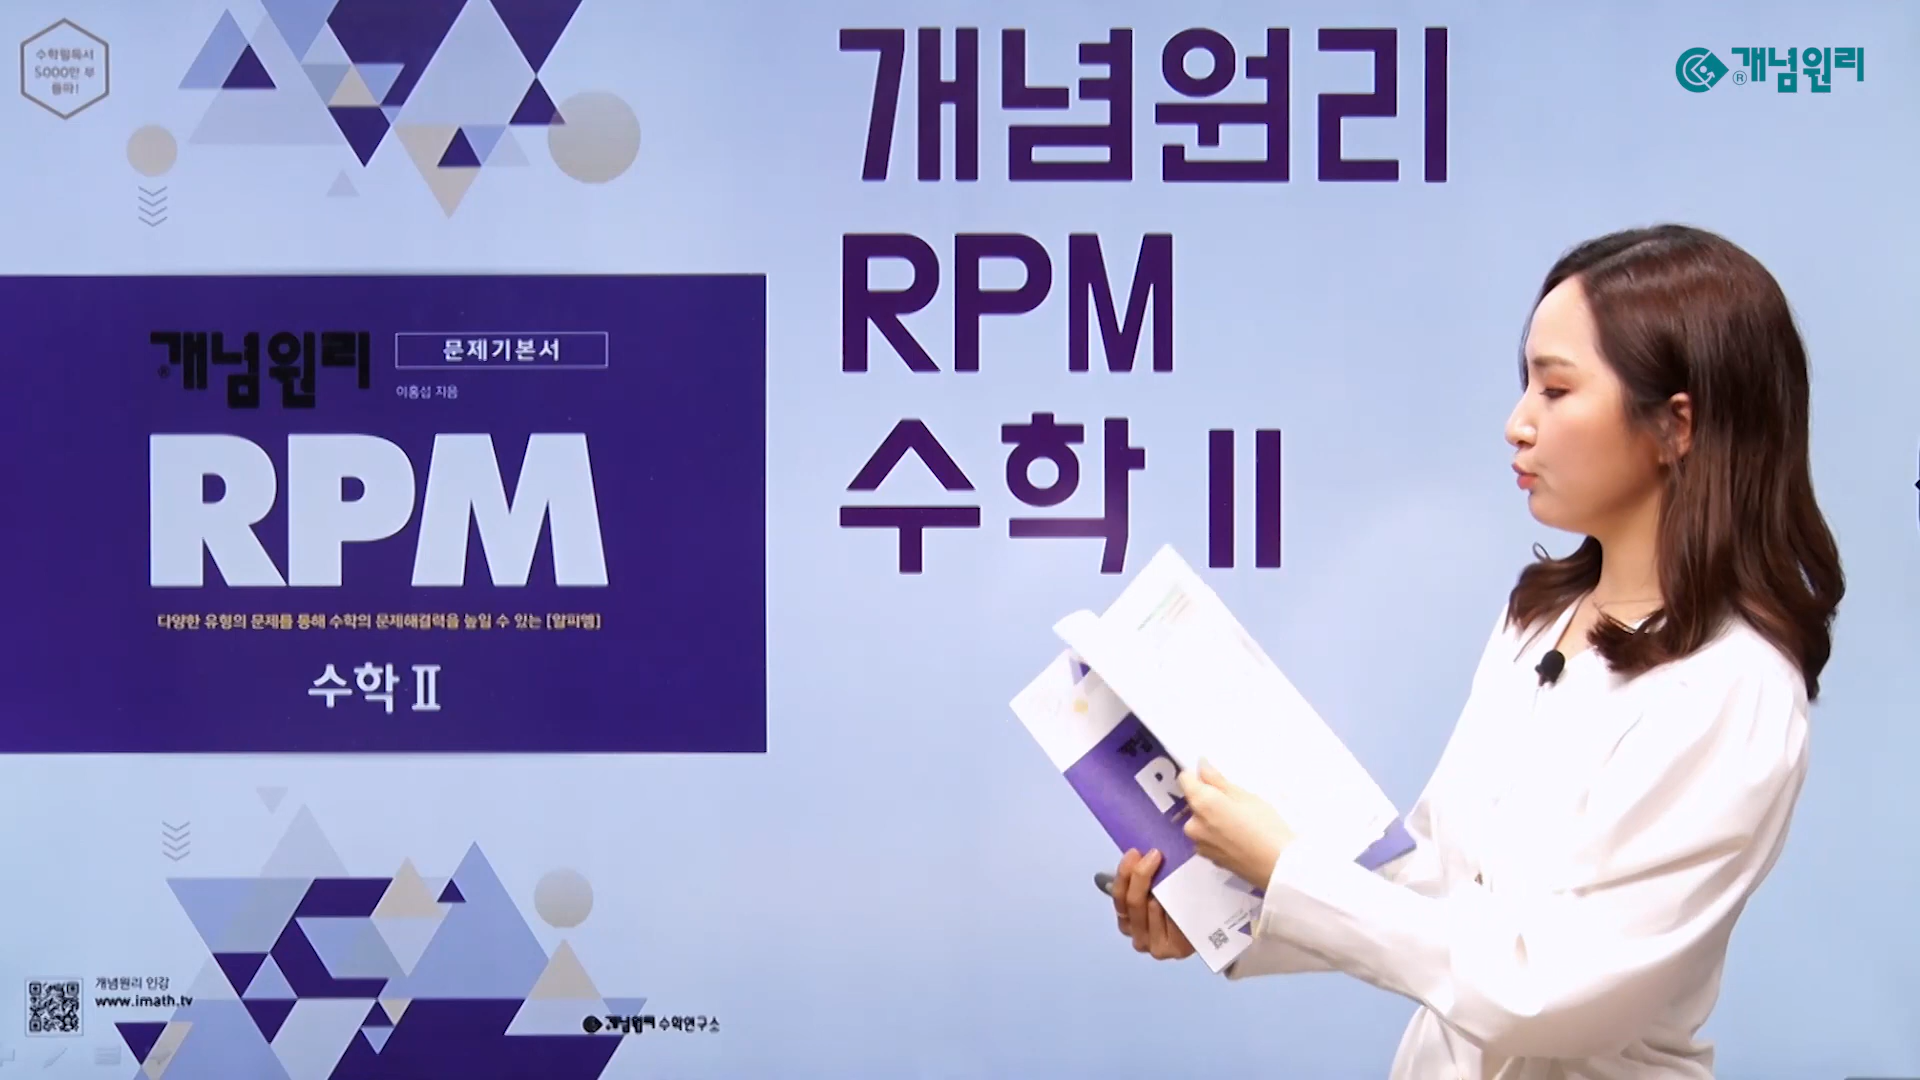 수학필독서
5000만 부
돌파!
개념원리
RPM
수학 II
® 개념원리
개념원리
문제기본서
이홍섭 지음
RPM
다양한 유형의 문제를 통해 수학의 문제해결력을 높일 수 있는 [알피엠]
수학 II
개념원리 인강
www.imath.tv
개념원리 수학연구소